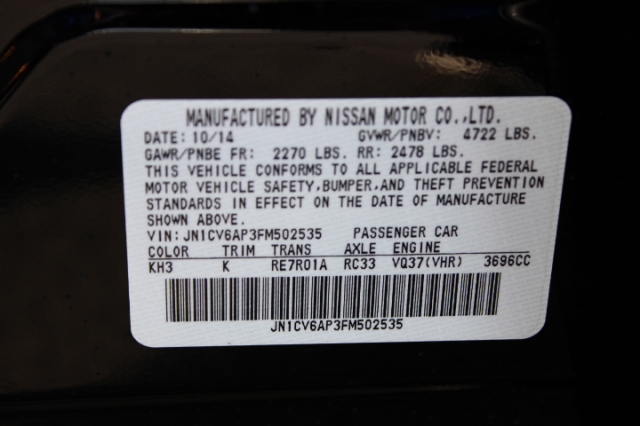 MANUFACTURED BY NISSAN MOTOR CO.,LTD.
DATE: 10/14 GVWR/PNBV: 4722 LBS.
GAWR/PNBE FR: 2270 LBS. RR: 2478 LBS.
THIS VEHICLE CONFORMS TO ALL APPLICABLE FEDERAL
MOTOR VEHICLE SAFETY,BUMPER,AND THEFT PREVENTION
STANDARDS IN EFFECT ON THE DATE OF MANUFACTURE
SHOWN ABOVE.
VIN: JN1CV6AP3FM502535 PASSENGER CAR
COLOR TRIM TRANS AXLE ENGINE
KH3 K RE7R01A RC33 VQ37(VHR) 3696CC
JN1CV6AP3FM502535